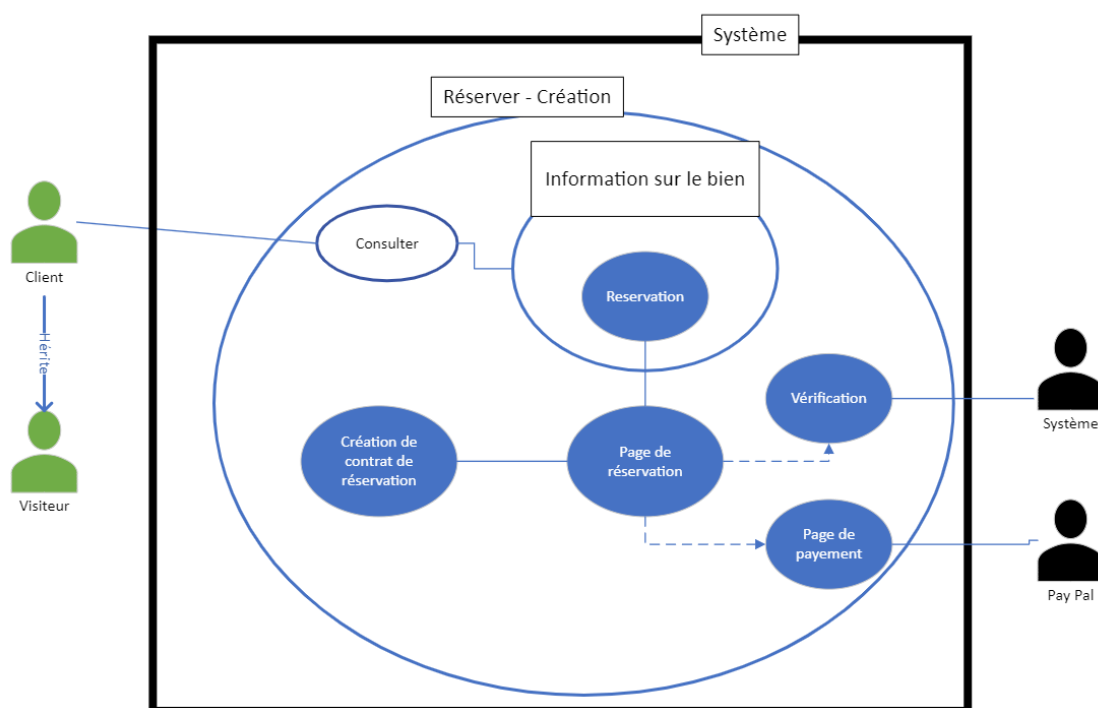 Système
Réserver - Création
Information sur le bien
Consulter
Client
Reservation
Hérite
Vérification
Système
Création de
contrat de
réservation
Page de
réservation
Visiteur
Page de
payement
Pay Pal